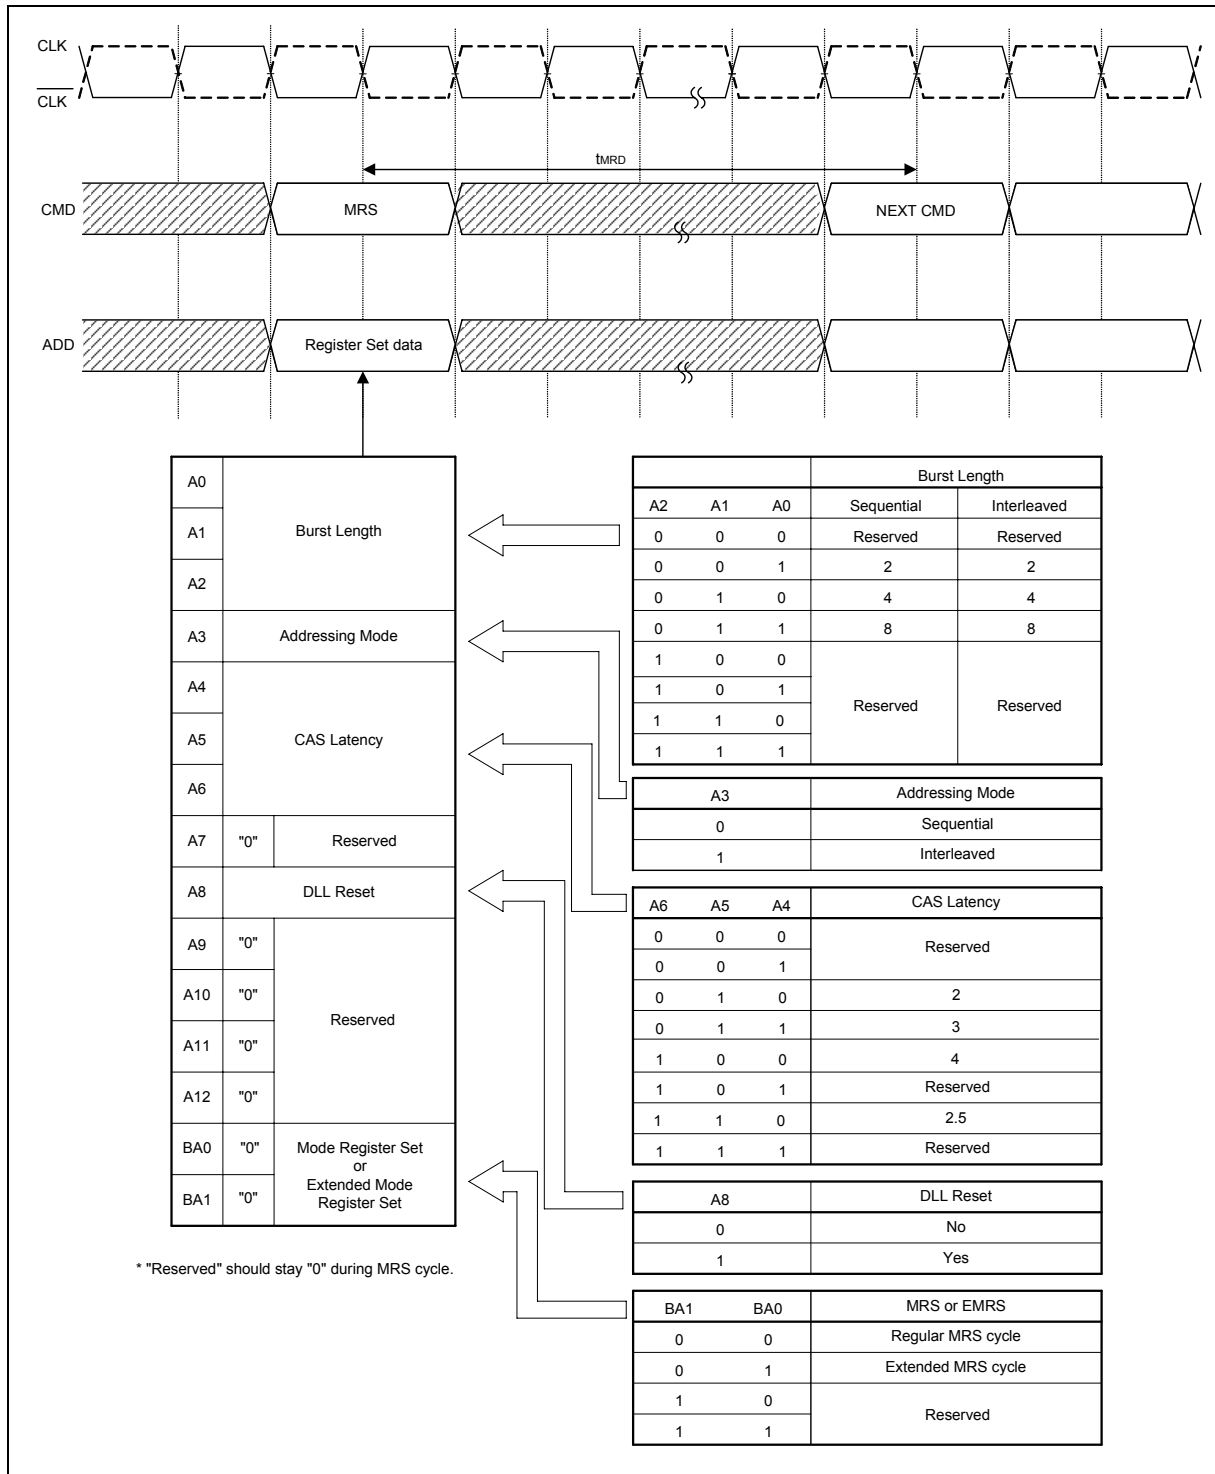 CLK
CLK
tMRD
CMD MRS NEXT CMD
ADD Register Set data
A0
A1 Burst Length
A2
A3 Addressing Mode
A4
A5 CAS Latency
A6
A7 "0" Reserved
A8 DLL Reset
A9 "0"
A10 "0"
Reserved
A11 "0"
A12 "0"
BA0 "0" Mode Register Set
or
Extended Mode
BA1 "0" Register Set
* "Reserved" should stay "0" during MRS cycle.
Burst Length
A2 A1 A0 Sequential Interleaved
0 0 0 Reserved Reserved
0 0 1 2 2
0 1 0 4 4
0 1 1 8 8
1 0 0
1 0 1
Reserved Reserved
1 1 0
1 1 1
A3 Addressing Mode
0 Sequential
1 Interleaved
A6 A5 A4 CAS Latency
0 0 0
Reserved
0 0 1
0 1 0 2
0 1 1 3
1 0 0 4
1 0 1 Reserved
1 1 0 2.5
1 1 1 Reserved
A8 DLL Reset
0 No
1 Yes
BA1 BA0 MRS or EMRS
0 0 Regular MRS cycle
0 1 Extended MRS cycle
1 0
Reserved
1 1